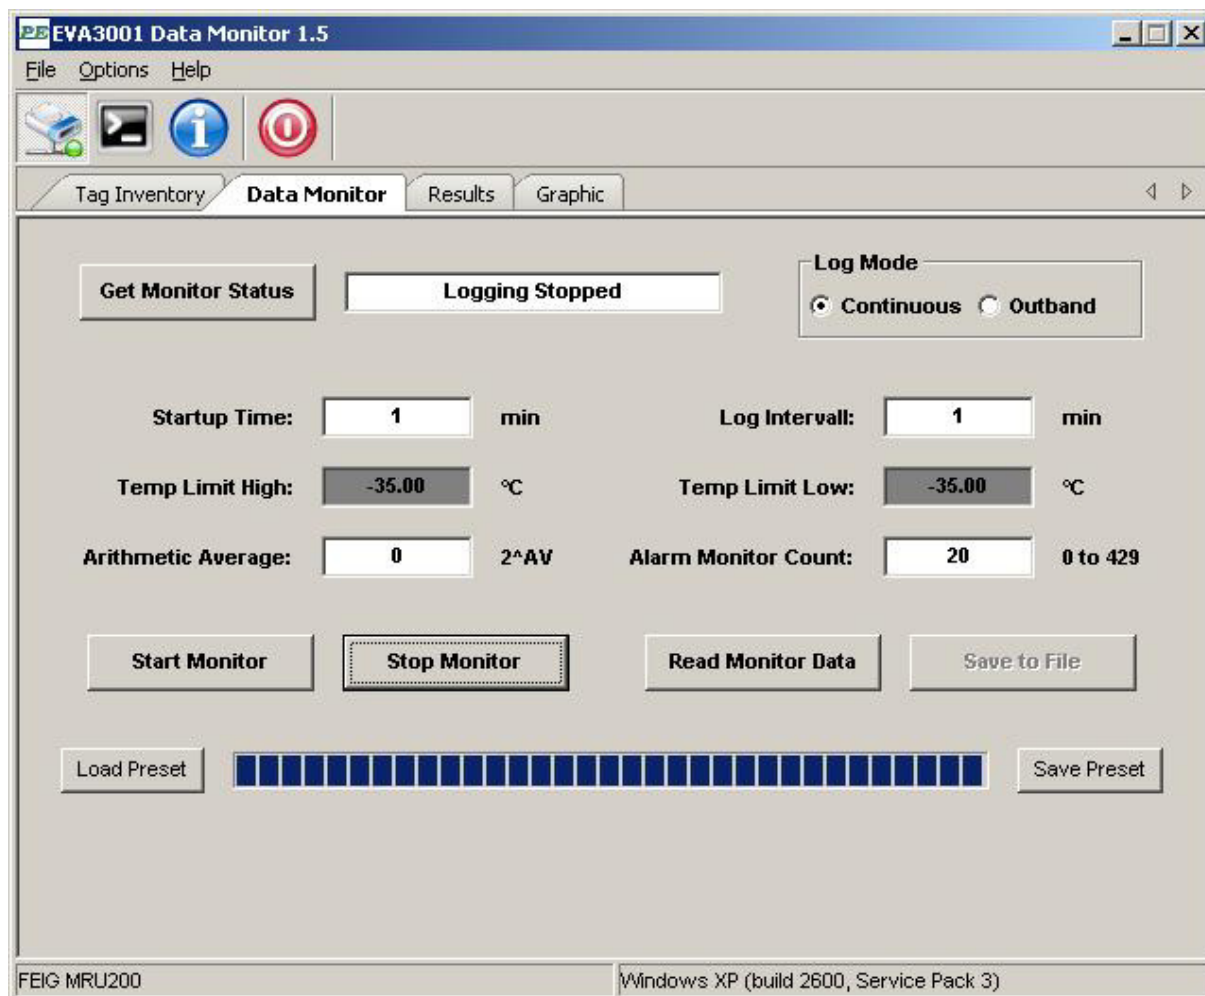 PE EVA3001 Data Monitor 1.5
File Options Help
Tag Inventory Data Monitor Results Graphic
Log Mode
Get Monitor Status Logging Stopped
Continuous Outband
Startup Time: 1 min Log Intervall: 1 min
Temp Limit High: -35.00 °C Temp Limit Low: -35.00 °C
Arithmetic Average: 0 2^AV Alarm Monitor Count: 20 0 to 429
Start Monitor Stop Monitor Read Monitor Data Save to File
Load Preset Save Preset
FEIG MRU200 Windows XP (build 2600, Service Pack 3)